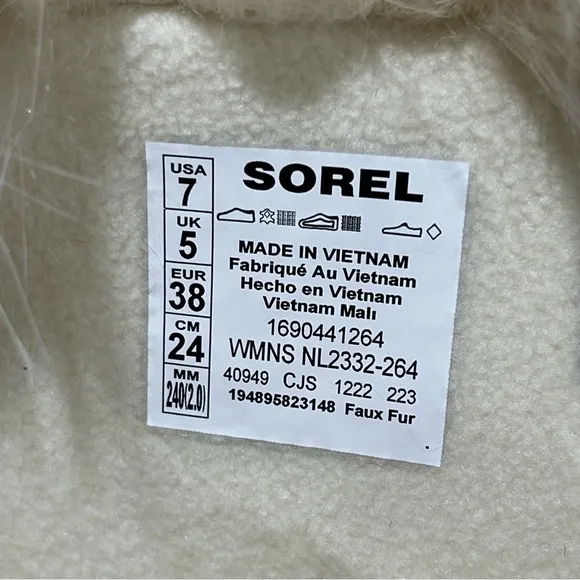 USA
7
UK
5
EUR
38
CM
24
MM
240(2.0)
SOREL
MADE IN VIETNAM
Fabriqué Au Vietnam
Hecho en Vietnam
Vietnam Malı
1690441264
WMNS NL2332-264
40949 CJS 1222 223
194895823148 Faux Fur